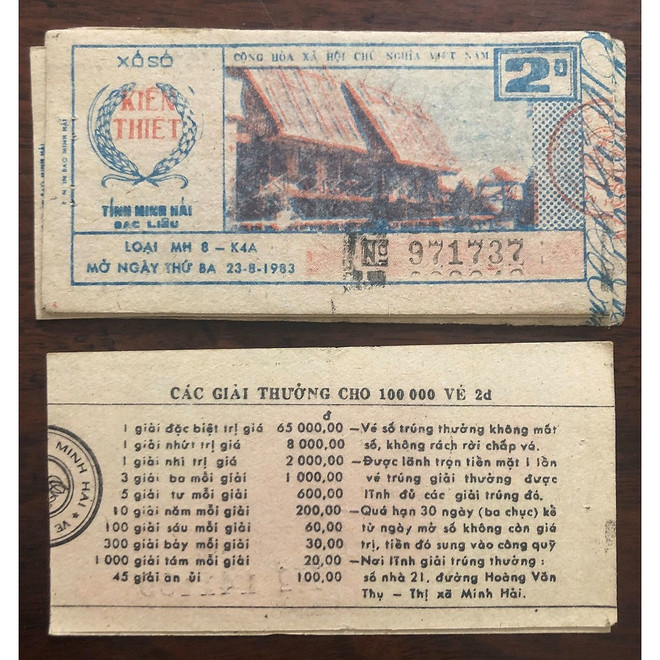 XỔ SỐ
KIẾN
THIẾT
TỈNH MINH HẢI
BẠC LIÊU
CỘNG HÒA XÃ HỘI CHỦ NGHĨA VIỆT NAM
2Đ
LOẠI MH 8 – K4A
MỞ NGÀY THỨ BA 23-8-1983
Nº 971737
IN BAO MINH HẢI
CÁC GIẢI THƯỞNG CHO 100 000 VÉ 2đ
đ
1 giải đặc biệt trị giá 65 000,00
1 giải nhứt trị giá 8 000,00
1 giải nhì trị giá 2 000,00
3 giải ba mỗi giải 1 000,00
5 giải tư mỗi giải 600,00
10 giải năm mỗi giải 200,00
100 giải sáu mỗi giải 60,00
300 giải bảy mỗi giải 30,00
1 000 giải tám mỗi giải 20,00
45 giải an ủi 100,00
– Vé số trúng thưởng không mất
số, không rách rời chắp vá.
– Được lãnh trọn tiền mặt 1 lần
vé trúng giải thưởng được
lĩnh đủ các giải trúng đó.
– Quá hạn 30 ngày (ba chục) kể
từ ngày mở số không còn giá
trị, tiền đó sung vào công quỹ
– Nơi lĩnh giải trúng thưởng :
số nhà 21, đường Hoàng Văn
Thụ – Thị xã Minh Hải.
MINH HẢI ★ VÉ